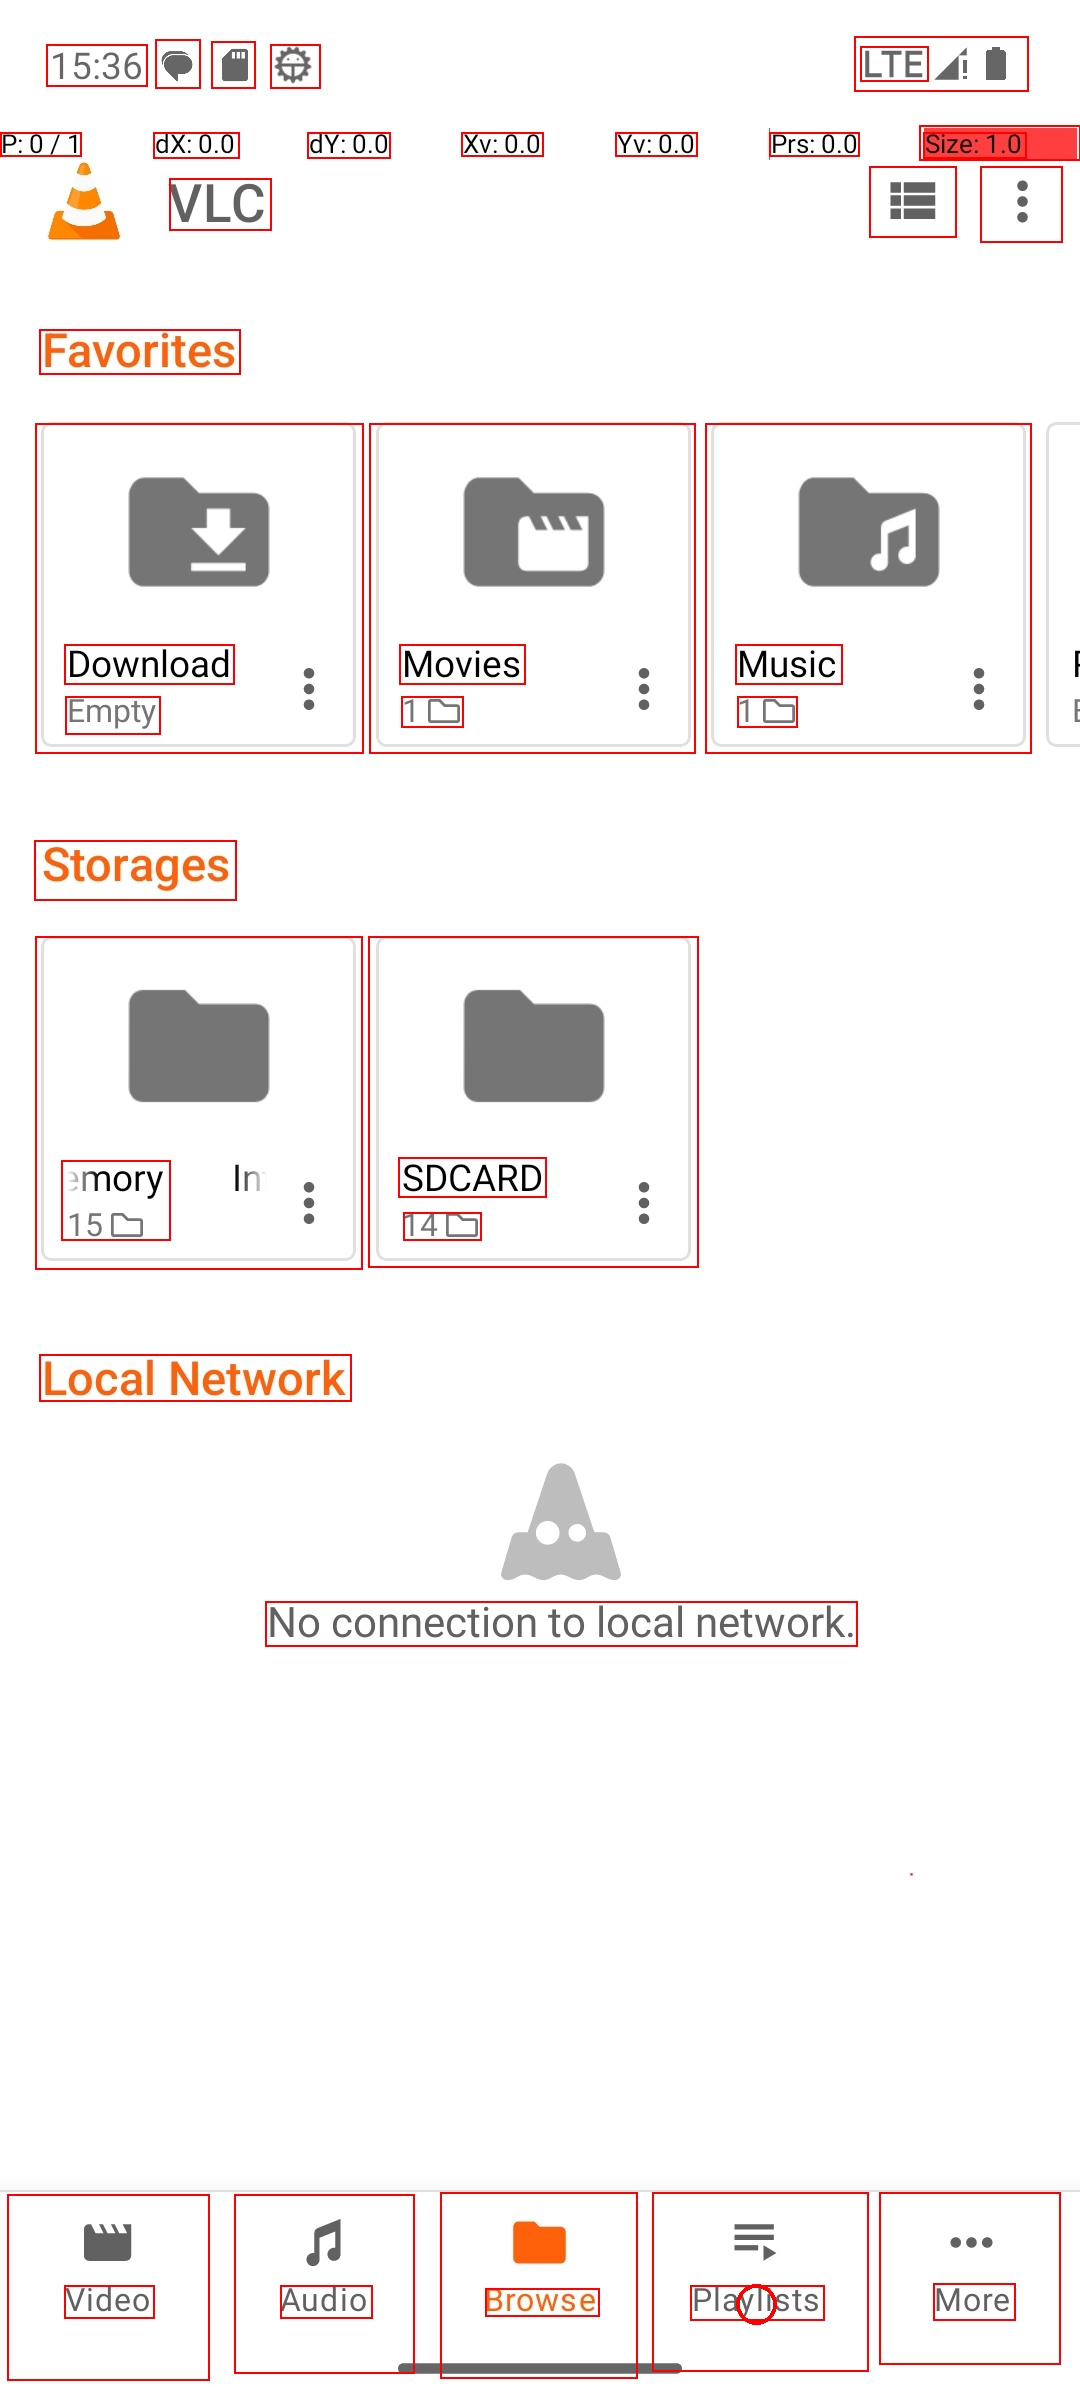 15:36 LTE
P: 0 / 1 dX: 0.0 dY: 0.0 Xv: 0.0 Yv: 0.0 Prs: 0.0 Size: 1.0
VLC
Favorites
Download Movies Music
Empty 1 1
Storages
emory In SDCARD
15 14
Local Network
No connection to local network.
Video Audio Browse Playlists More